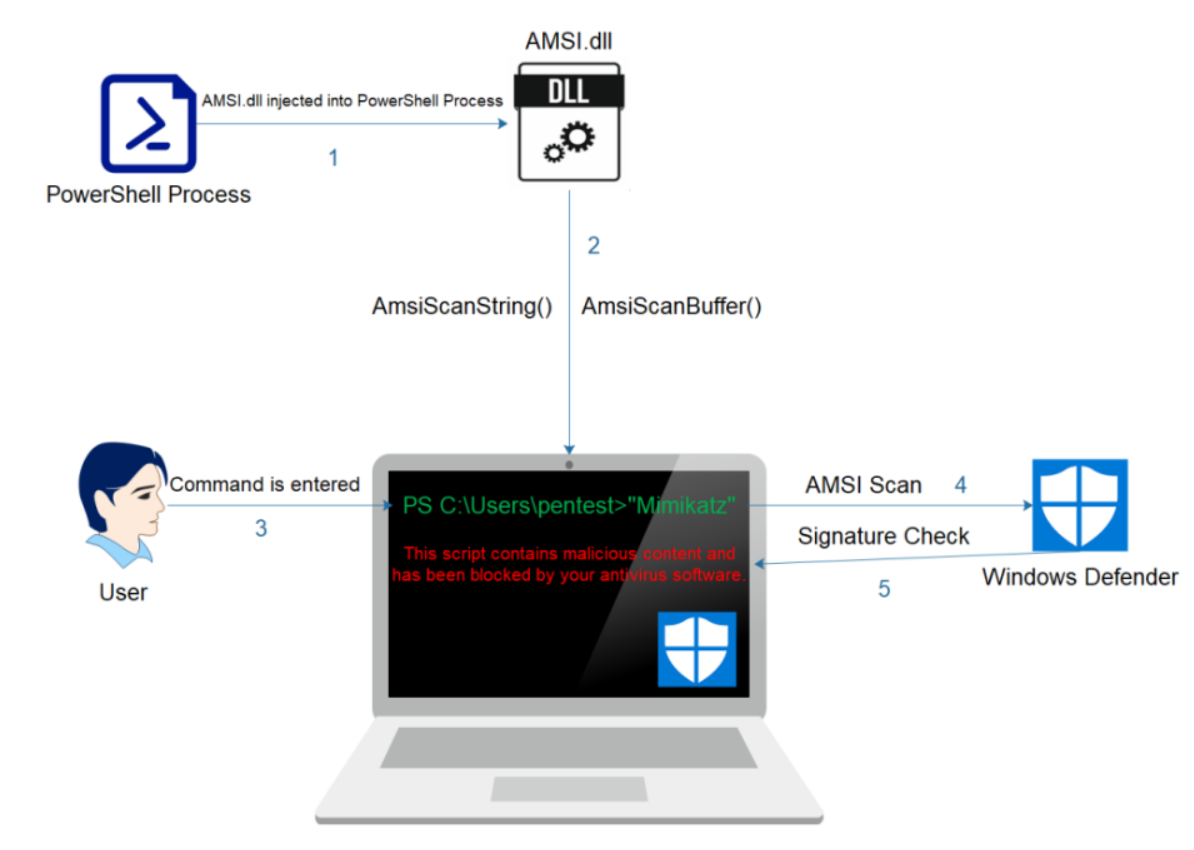 AMSI.dll
DLL
AMSI.dll injected into PowerShell Process
1
PowerShell Process
2
AmsiScanString()
AmsiScanBuffer()
Command is entered
3
User
PS C:\Users\pentest>"Mimikatz"
This script contains malicious content and
has been blocked by your antivirus software.
AMSI Scan 4
Signature Check
5
Windows Defender